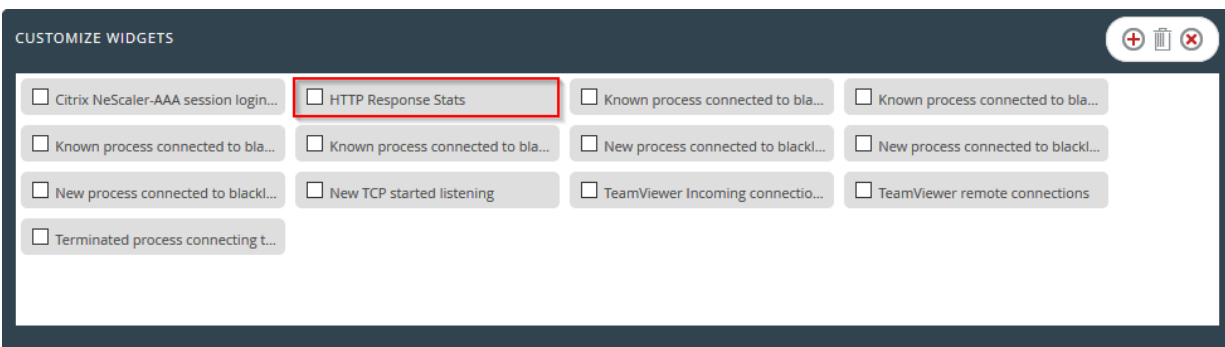 CUSTOMIZE WIDGETS
Citrix NeScaler-AAA session login...
HTTP Response Stats
Known process connected to bla...
Known process connected to bla...
Known process connected to bla...
Known process connected to bla...
New process connected to blackl...
New process connected to blackl...
New process connected to blackl...
New TCP started listening
TeamViewer Incoming connectio...
TeamViewer remote connections
Terminated process connecting t...